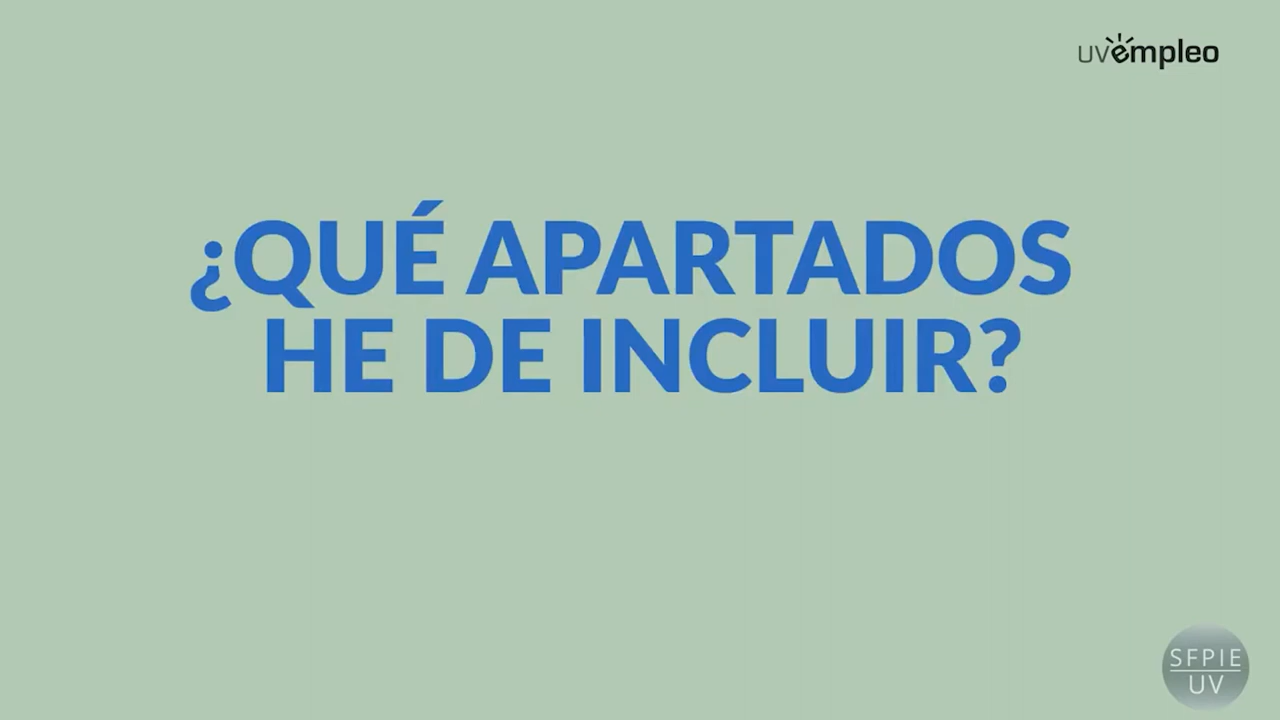 uvempleo
¿QUÉ APARTADOS
HE DE INCLUIR?
SFPIE
UV